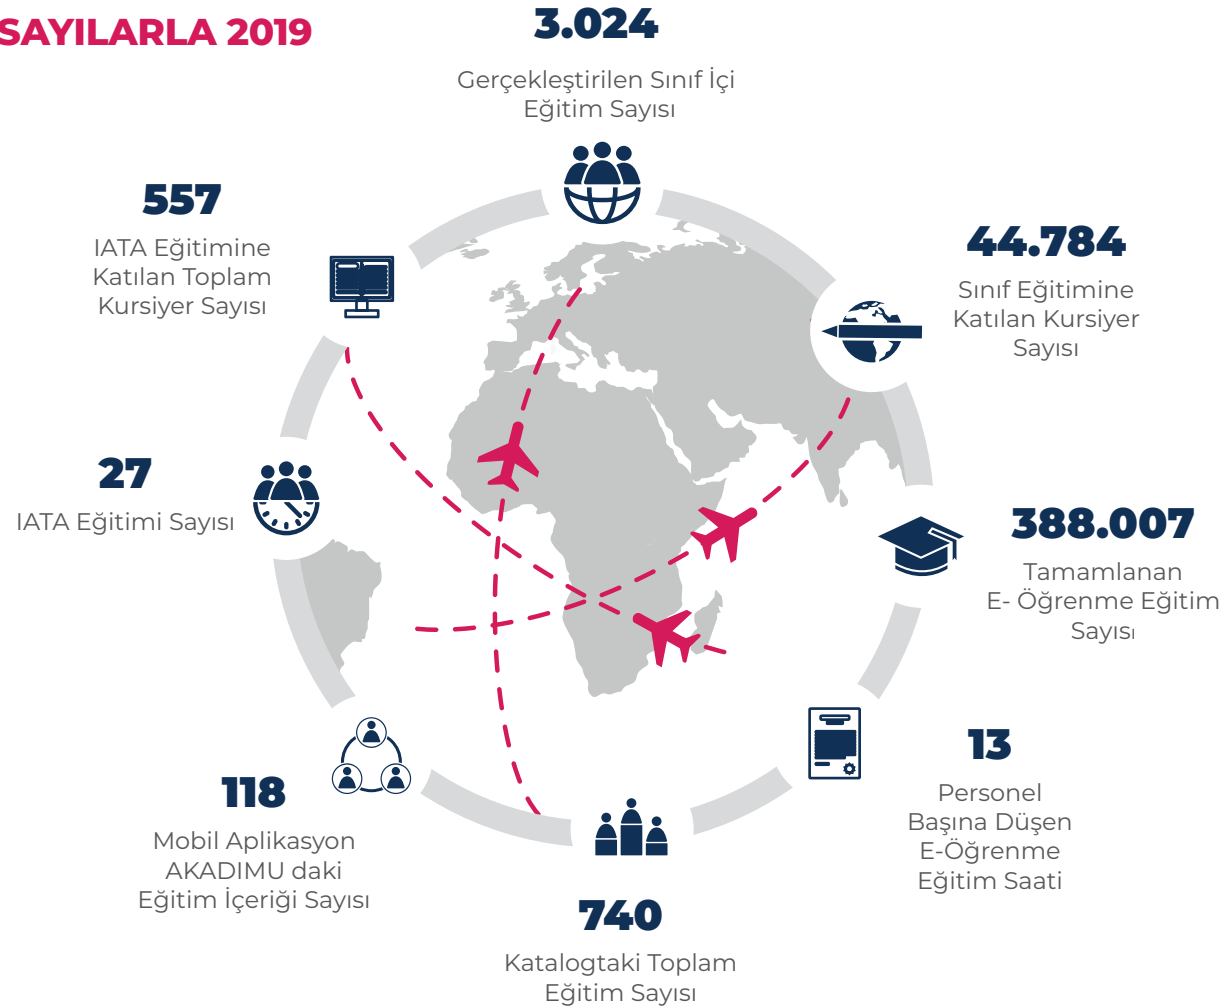 SAYILARLA 2019
3.024
Gerçekleştirilen Sınıf İçi
Eğitim Sayısı
557
IATA Eğitimine
Katılan Toplam
Kursiyer Sayısı
44.784
Sınıf Eğitimine
Katılan Kursiyer
Sayısı
27
IATA Eğitimi Sayısı
388.007
Tamamlanan
E- Öğrenme Eğitim
Sayısı
13
Personel
Başına Düşen
E-Öğrenme
Eğitim Saati
118
Mobil Aplikasyon
AKADIMU daki
Eğitim İçeriği Sayısı
740
Katalogtaki Toplam
Eğitim Sayısı